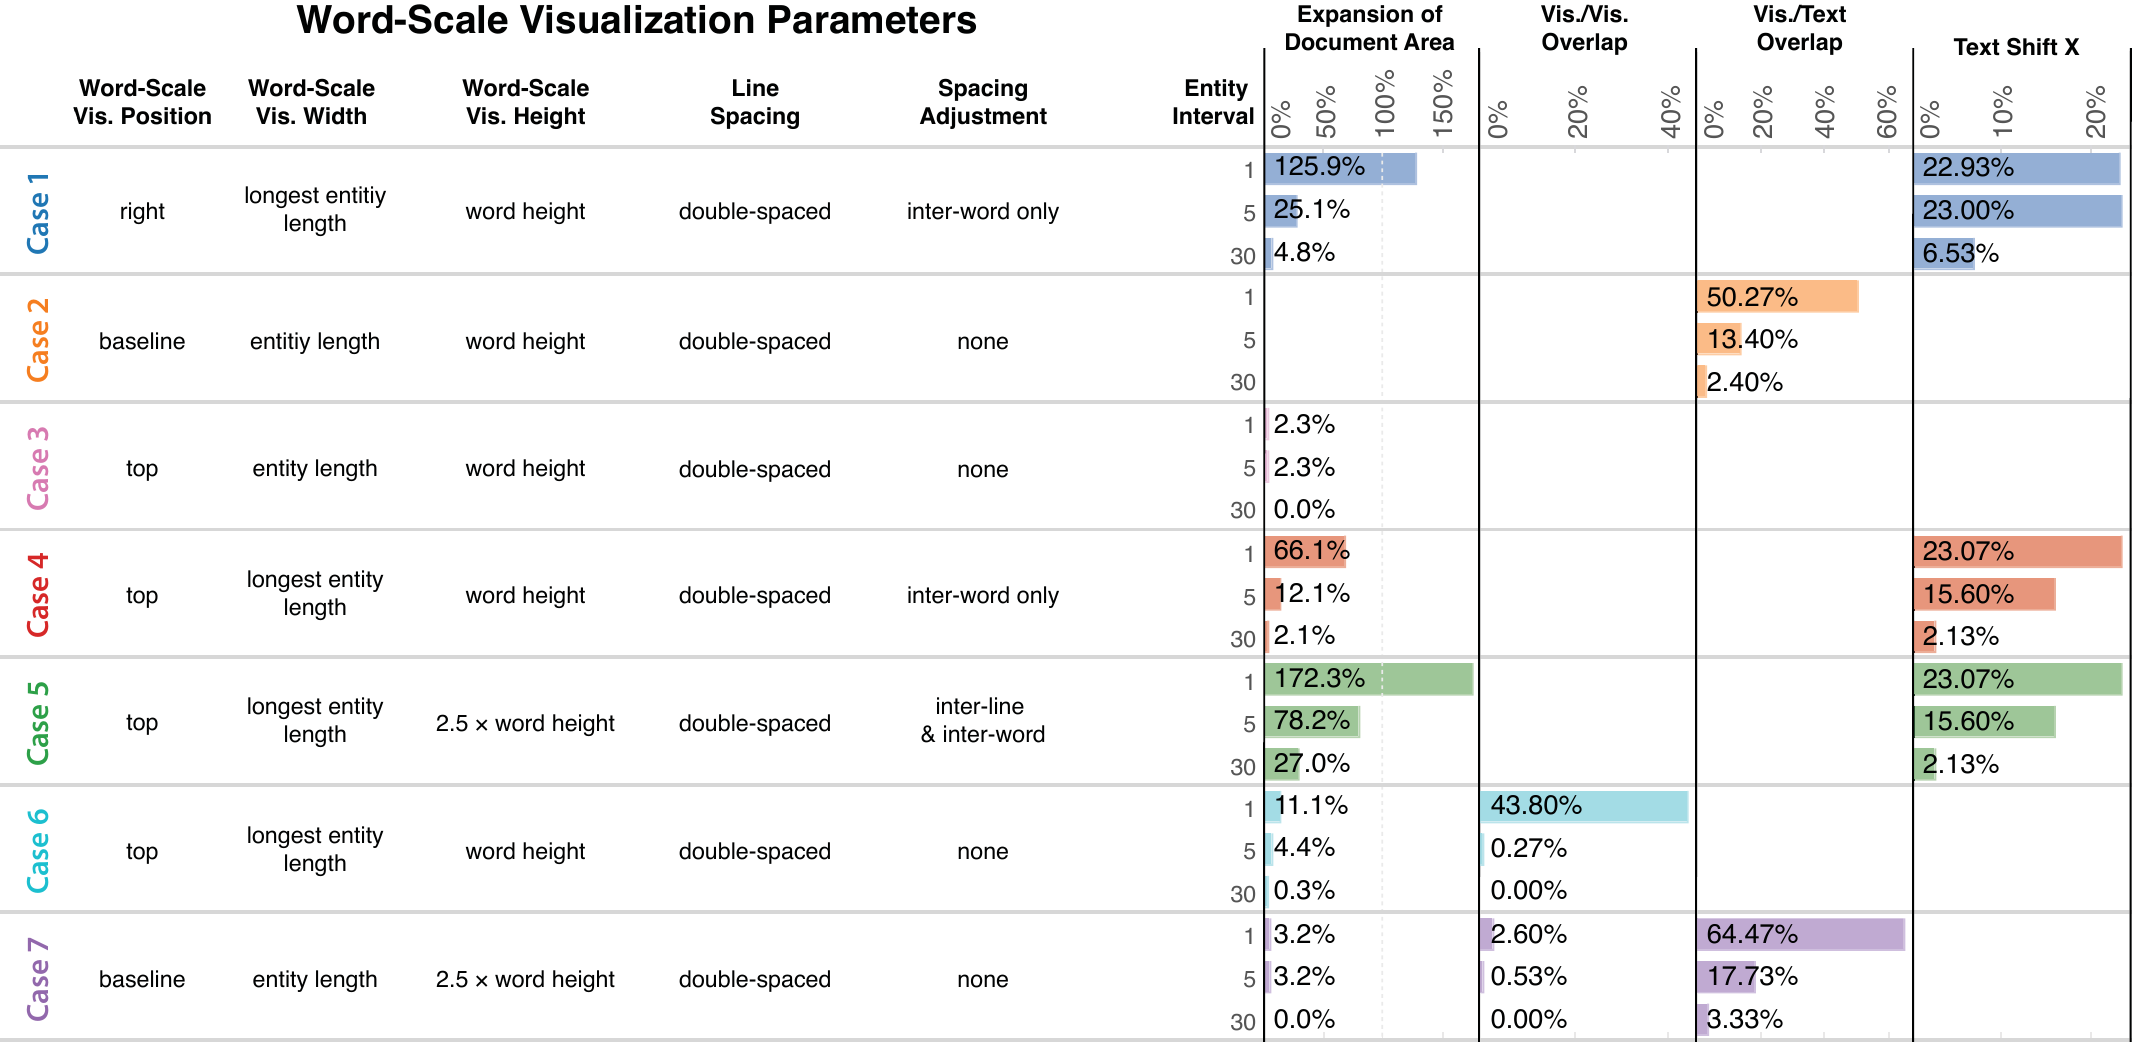 Word-Scale Visualization Parameters
Expansion of
Document Area
Vis./Vis.
Overlap
Vis./Text
Overlap
Text Shift X
Word-Scale
Vis. Position
Word-Scale
Vis. Width
Word-Scale
Vis. Height
Line
Spacing
Spacing
Adjustment
Entity
Interval
0% 50% 100% 150% 0% 20% 40% 0% 20% 40% 60% 0% 10% 20%
Case 1
right
longest entitiy
length
word height
double-spaced
inter-word only
1 125.9% 22.93%
5 25.1% 23.00%
30 4.8% 6.53%
Case 2
baseline
entitiy length
word height
double-spaced
none
1 50.27%
5 13.40%
30 2.40%
Case 3
top
entity length
word height
double-spaced
none
1 2.3%
5 2.3%
30 0.0%
Case 4
top
longest entity
length
word height
double-spaced
inter-word only
1 66.1% 23.07%
5 12.1% 15.60%
30 2.1% 2.13%
Case 5
top
longest entity
length
2.5 × word height
double-spaced
inter-line
& inter-word
1 172.3% 23.07%
5 78.2% 15.60%
30 27.0% 2.13%
Case 6
top
longest entity
length
word height
double-spaced
none
1 11.1% 43.80%
5 4.4% 0.27%
30 0.3% 0.00%
Case 7
baseline
entity length
2.5 × word height
double-spaced
none
1 3.2% 2.60% 64.47%
5 3.2% 0.53% 17.73%
30 0.0% 0.00% 3.33%